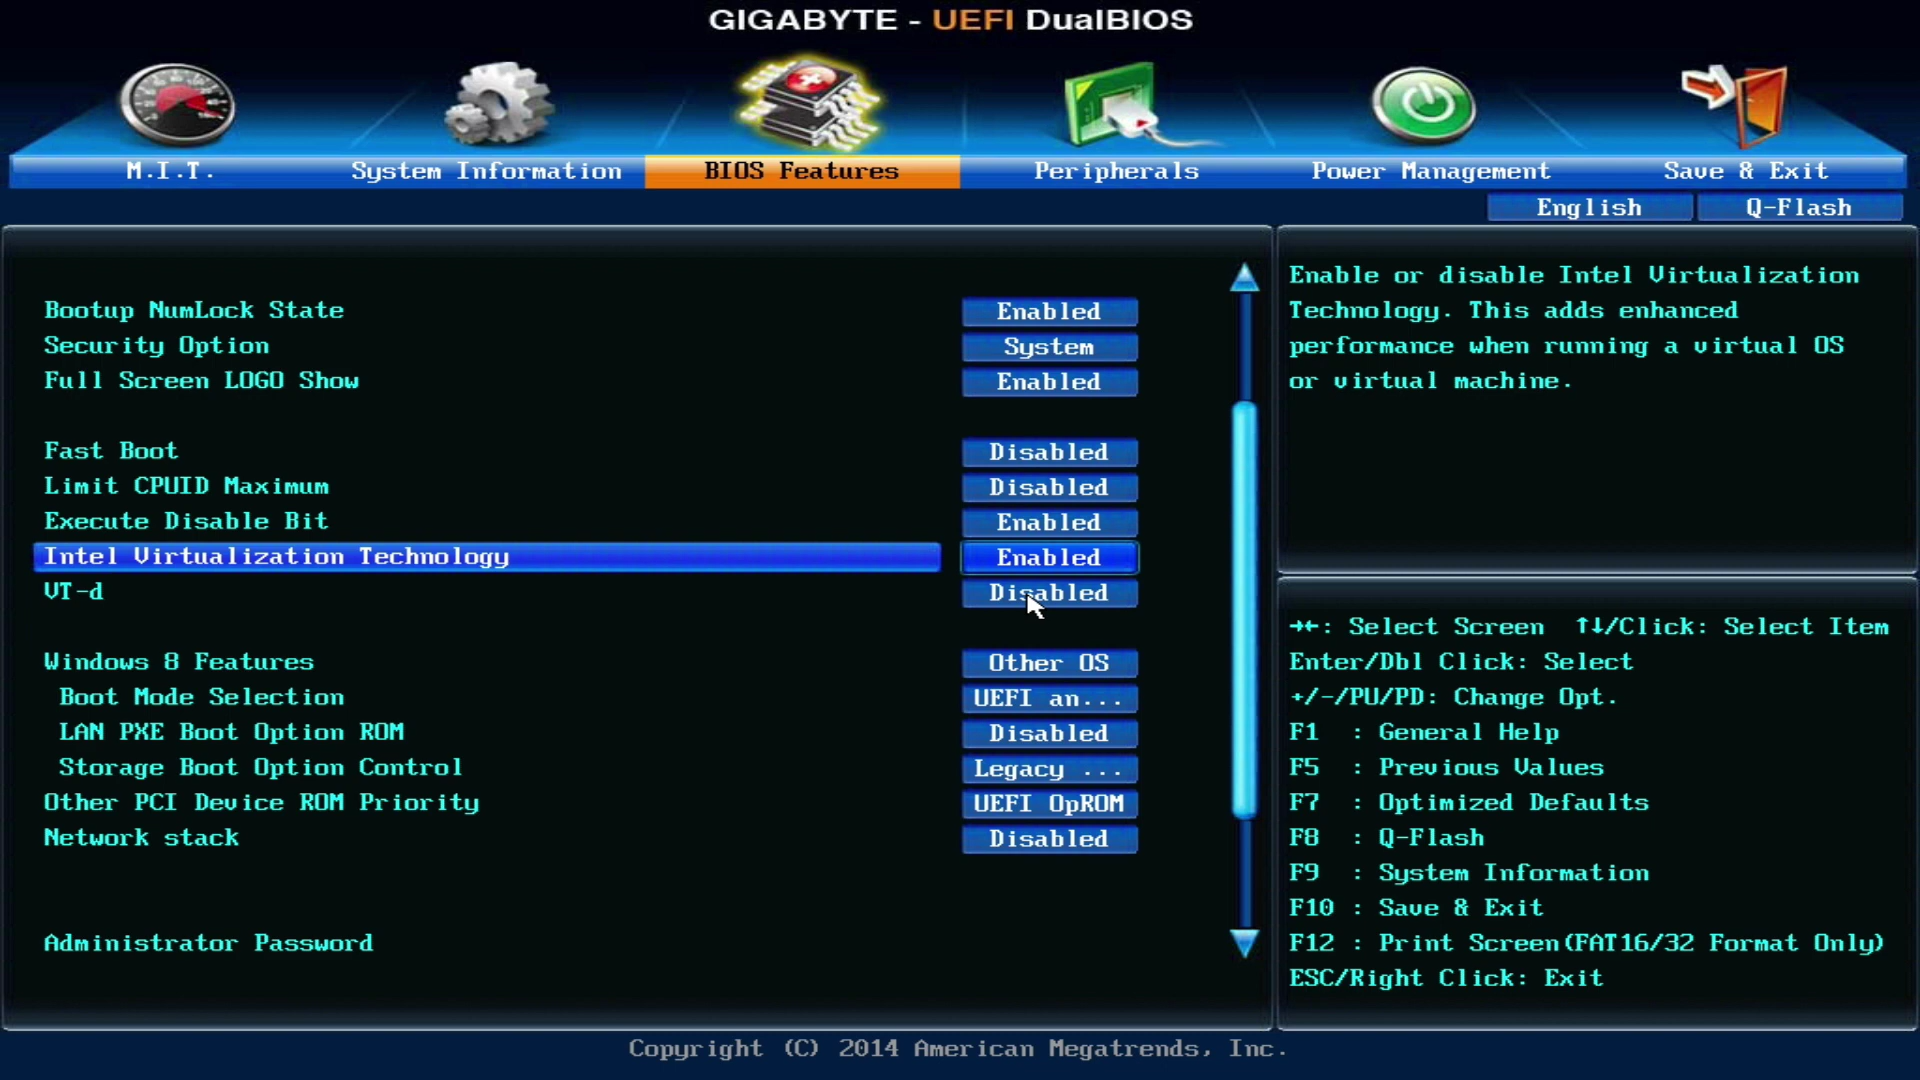 GIGABYTE - UEFI DualBIOS
M.I.T.
System Information
BIOS Features
Peripherals
Power Management
Save & Exit
English
Q-Flash
Bootup NumLock State Enabled
Security Option System
Full Screen LOGO Show Enabled
Fast Boot Disabled
Limit CPUID Maximum Disabled
Execute Disable Bit Enabled
Intel Virtualization Technology Enabled
VT-d Disabled
Windows 8 Features Other OS
Boot Mode Selection UEFI an...
LAN PXE Boot Option ROM Disabled
Storage Boot Option Control Legacy ...
Other PCI Device ROM Priority UEFI OpROM
Network stack Disabled
Administrator Password
Enable or disable Intel Virtualization
Technology. This adds enhanced
performance when running a virtual OS
or virtual machine.
→←: Select Screen ↑↓/Click: Select Item
Enter/Dbl Click: Select
+/-/PU/PD: Change Opt.
F1 : General Help
F5 : Previous Values
F7 : Optimized Defaults
F8 : Q-Flash
F9 : System Information
F10 : Save & Exit
F12 : Print Screen(FAT16/32 Format Only)
ESC/Right Click: Exit
Copyright (C) 2014 American Megatrends, Inc.